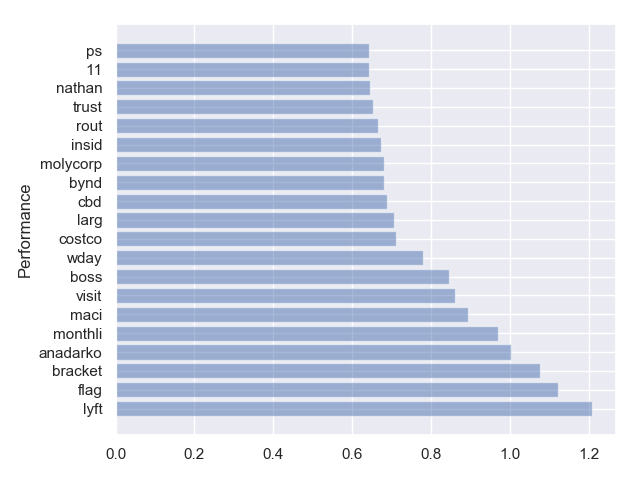 ps
11
nathan
trust
rout
insid
molycorp
bynd
cbd
larg
costco
wday
boss
visit
maci
monthli
anadarko
bracket
flag
lyft
Performance
0.0 0.2 0.4 0.6 0.8 1.0 1.2